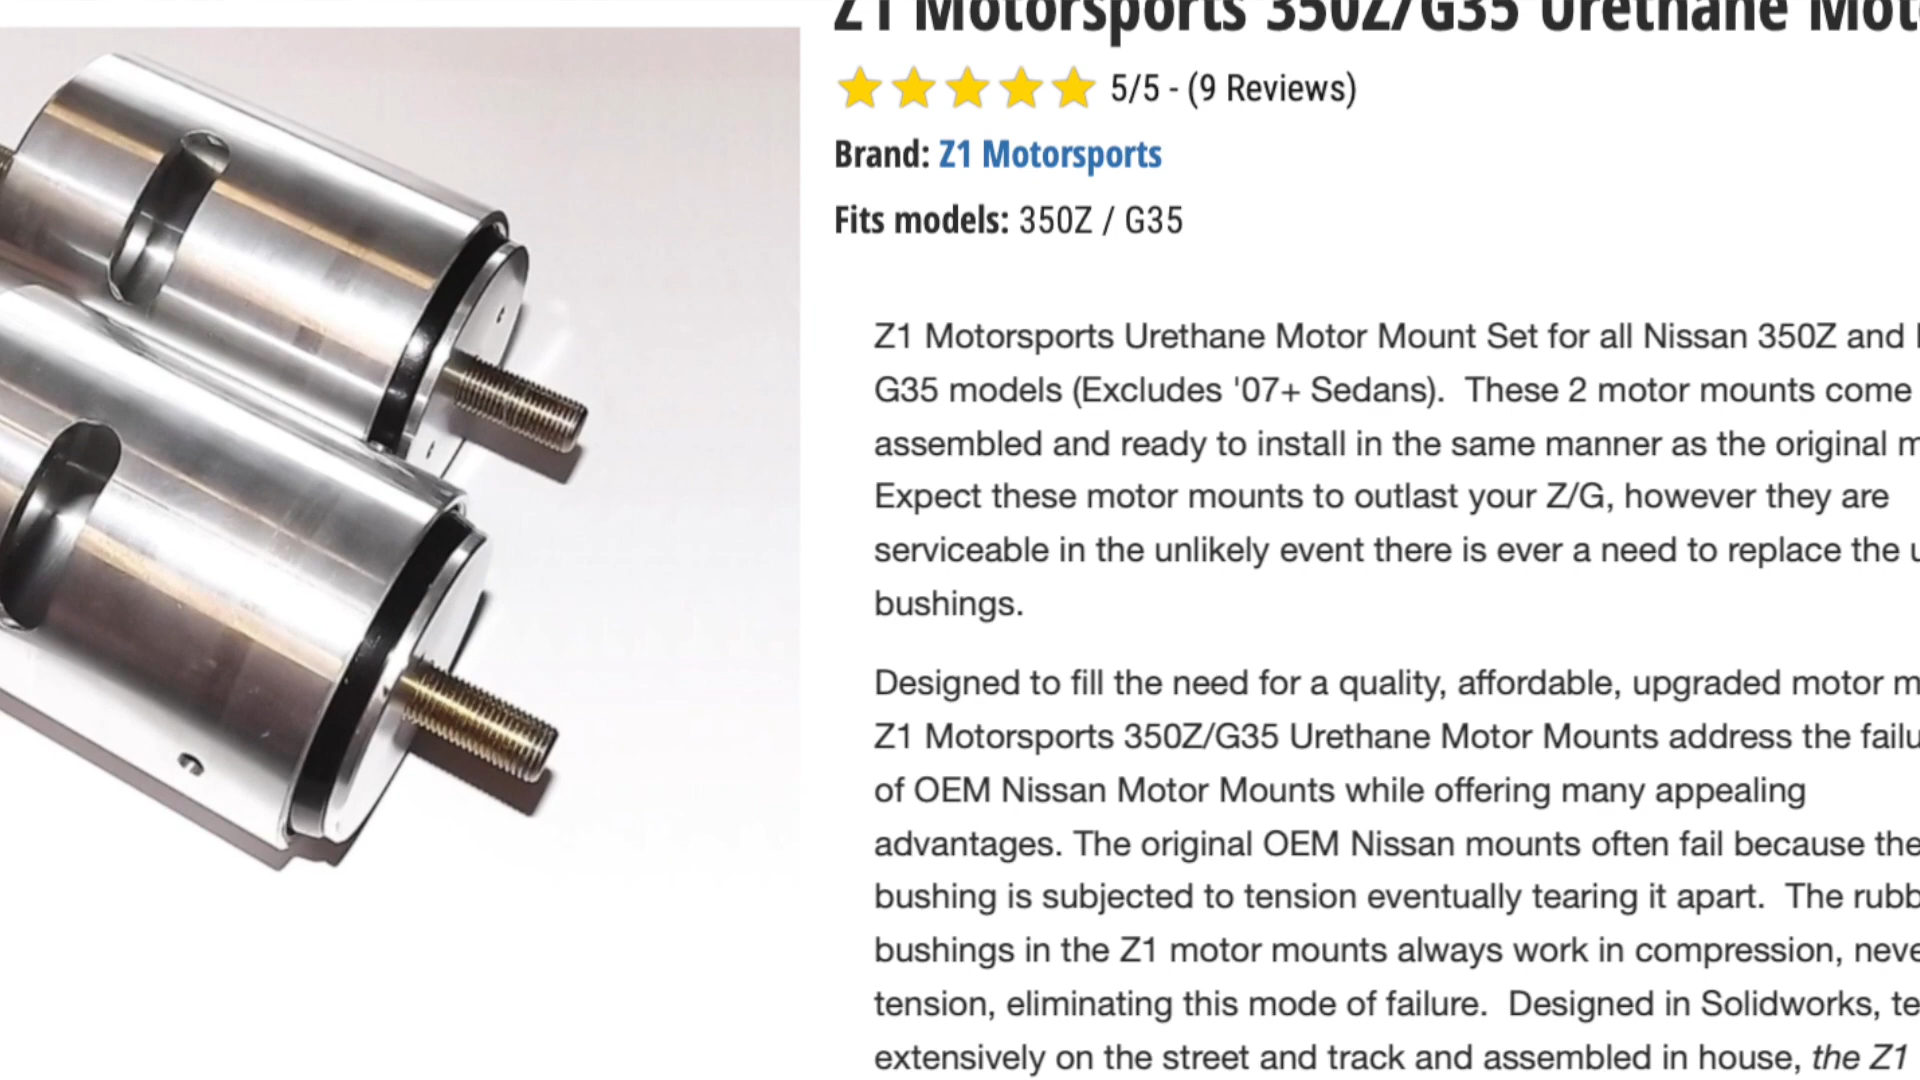 Z1 Motorsports 350Z/G35 Urethane
5/5 - (9 Reviews)
Brand: Z1 Motorsports
Fits models: 350Z / G35
Z1 Motorsports Urethane Motor Mount Set for all Nissan 350Z and
G35 models (Excludes '07+ Sedans). These 2 motor mounts come
assembled and ready to install in the same manner as the original
Expect these motor mounts to outlast your Z/G, however they are
serviceable in the unlikely event there is ever a need to replace the
bushings.
Designed to fill the need for a quality, affordable, upgraded motor
Z1 Motorsports 350Z/G35 Urethane Motor Mounts address the
of OEM Nissan Motor Mounts while offering many appealing
advantages. The original OEM Nissan mounts often fail because the
bushing is subjected to tension eventually tearing it apart. The
bushings in the Z1 motor mounts always work in compression,
tension, eliminating this mode of failure. Designed in Solidworks,
extensively on the street and track and assembled in house, the Z1